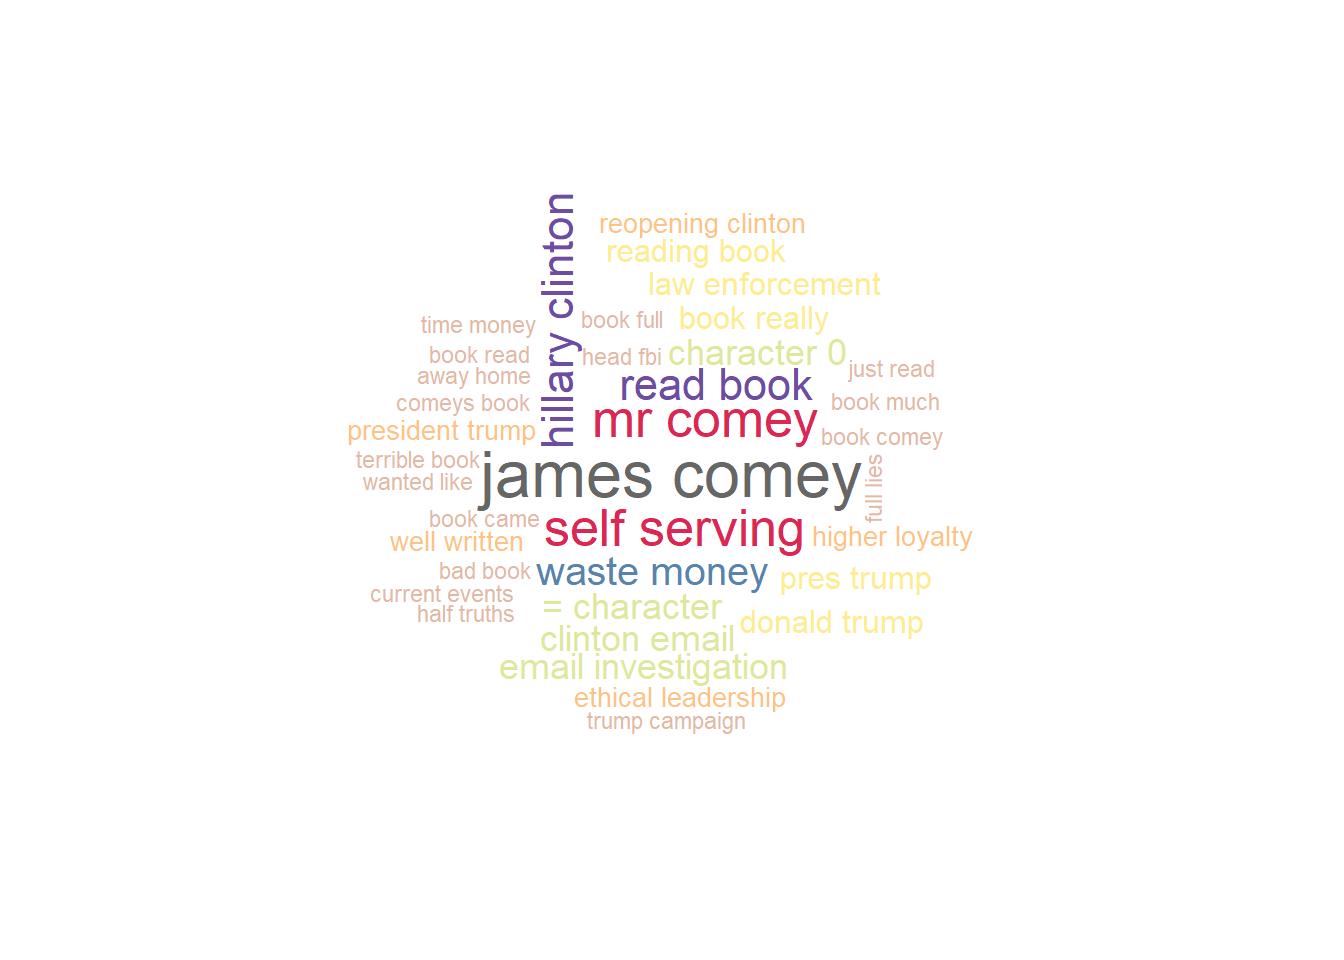 hillary clinton
reopening clinton
reading book
law enforcement
time money
book full
book really
book read
head fbi
character 0
just read
away home
read book
comeys book
book much
mr comey
president trump
book comey
terrible book
james comey
full lies
wanted like
book came
self serving
higher loyalty
well written
bad book
waste money
pres trump
current events
half truths
= character
donald trump
clinton email
email investigation
ethical leadership
trump campaign